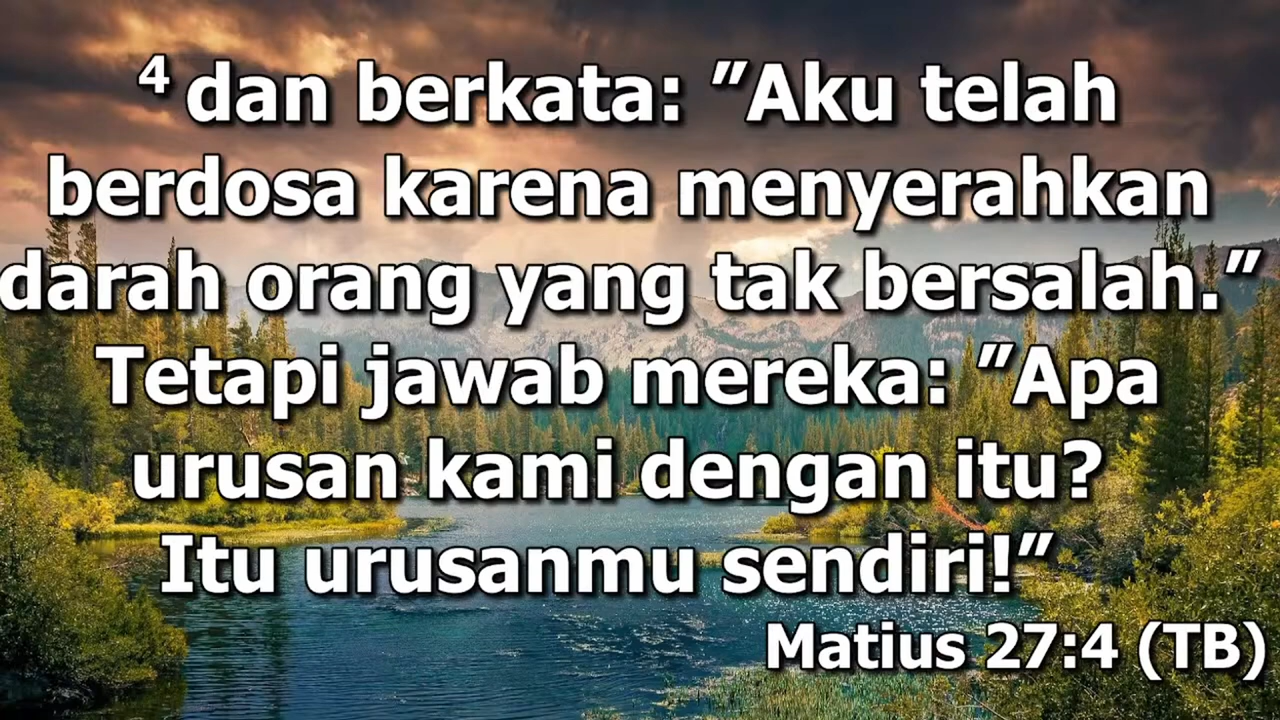 4 dan berkata: ”Aku telah
berdosa karena menyerahkan
darah orang yang tak bersalah.”
Tetapi jawab mereka: ”Apa
urusan kami dengan itu?
Itu urusanmu sendiri!”
Matius 27:4 (TB)